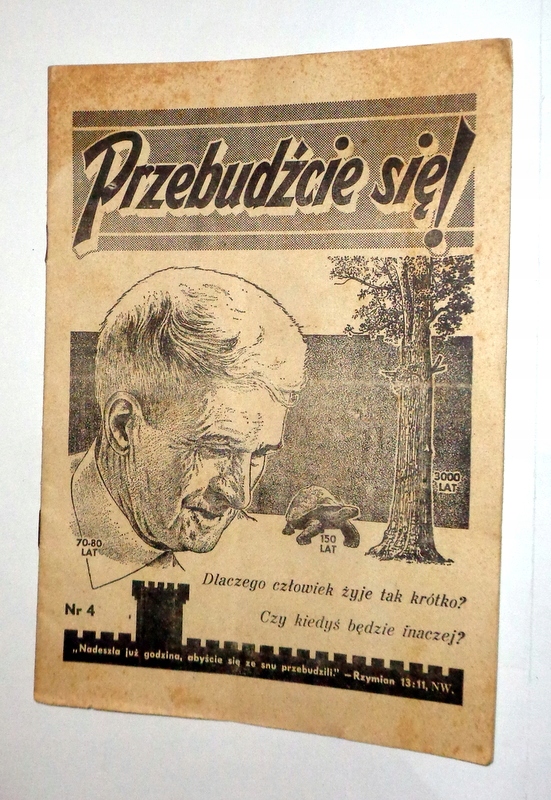 Przebudźcie się!
3000
LAT
150
LAT
70-80
LAT
Dlaczego człowiek żyje tak krótko?
Czy kiedyś będzie inaczej?
Nr 4
„Nadeszła już godzina, abyście się ze snu przebudzili.” — Rzymian 13:11, NW.